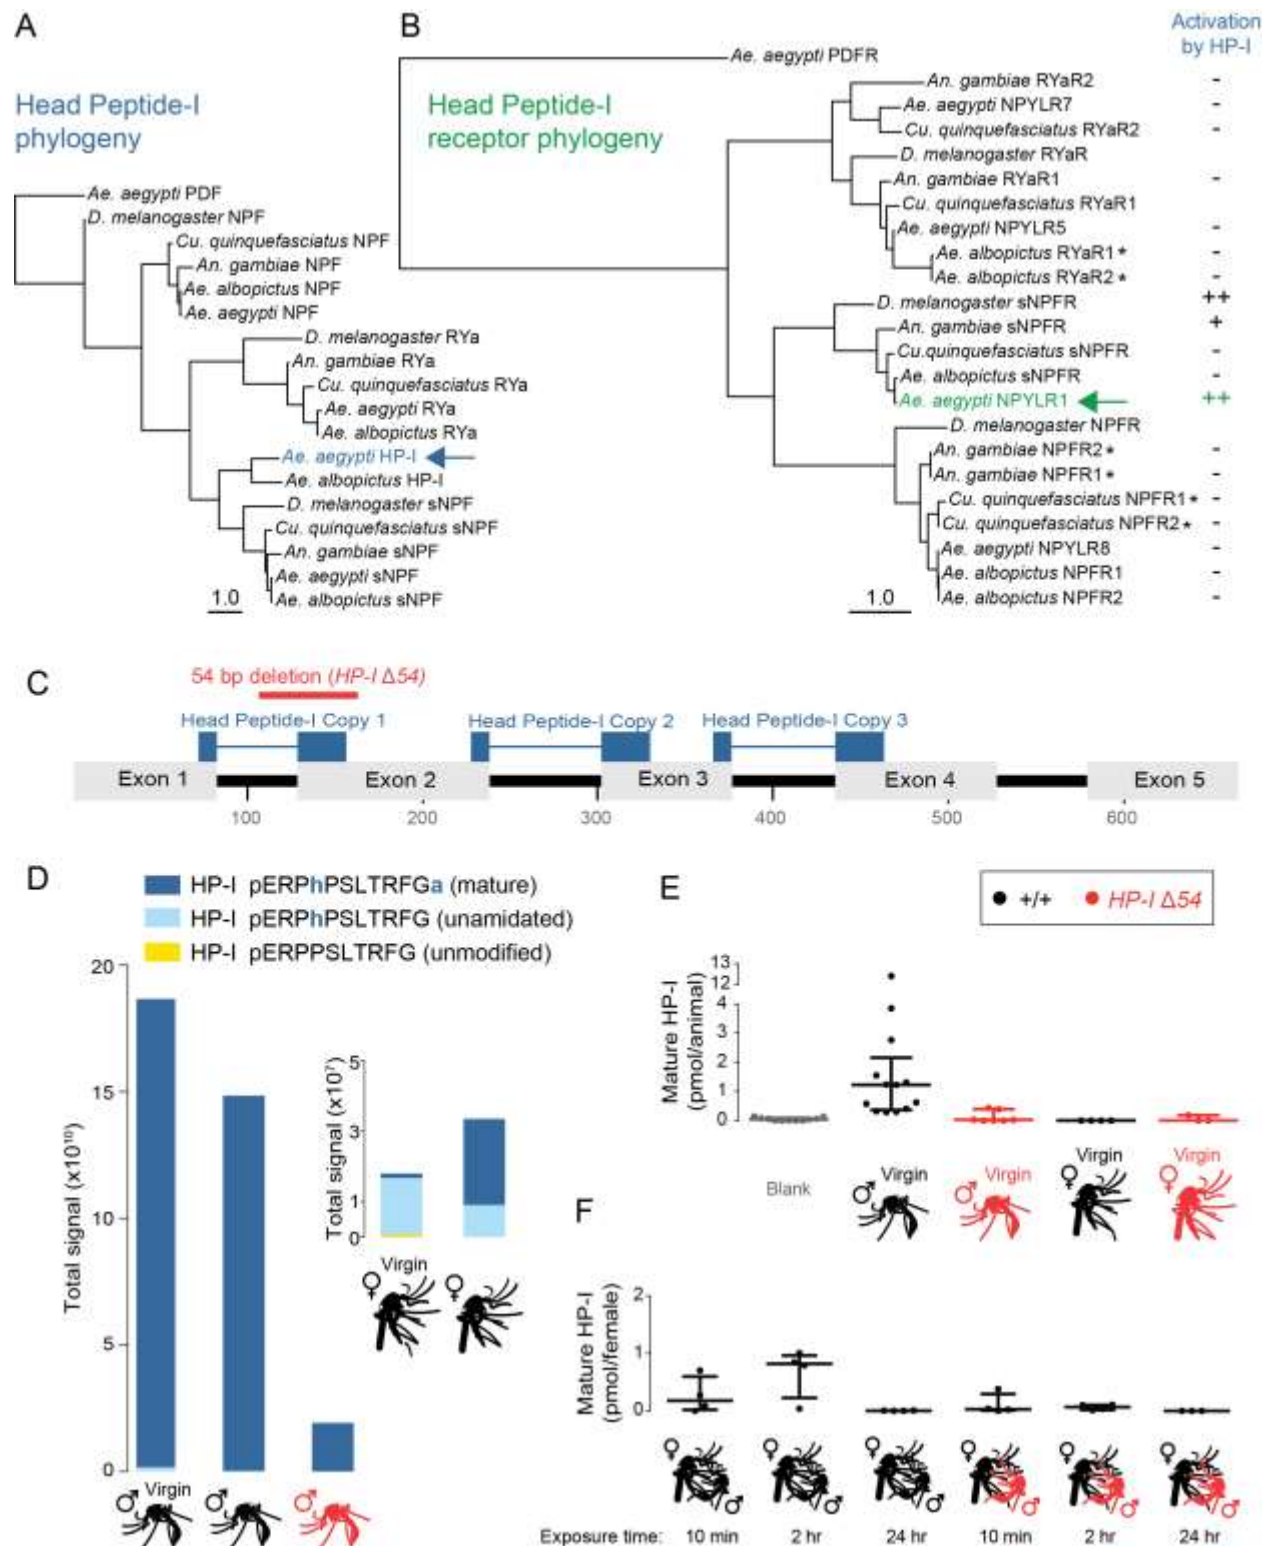 A
Head Peptide-I
phylogeny
Ae. aegypti PDF
D. melanogaster NPF
Cu. quinquefasciatus NPF
An. gambiae NPF
Ae. albopictus NPF
Ae. aegypti NPF
D. melanogaster RYa
An. gambiae RYa
Cu. quinquefasciatus RYa
Ae. aegypti RYa
Ae. albopictus RYa
Ae. aegypti HP-I
Ae. albopictus HP-I
D. melanogaster sNPF
Cu. quinquefasciatus sNPF
An. gambiae sNPF
Ae. aegypti sNPF
Ae. albopictus sNPF
1.0
B
Head Peptide-I
receptor phylogeny
Activation
by HP-I
Ae. aegypti PDFR
An. gambiae RYaR2 -
Ae. aegypti NPYLR7 -
Cu. quinquefasciatus RYaR2 -
D. melanogaster RYaR
An. gambiae RYaR1 -
Cu. quinquefasciatus RYaR1
Ae. aegypti NPYLR5 -
Ae. albopictus RYaR1* -
Ae. albopictus RYaR2* -
D. melanogaster sNPFR ++
An. gambiae sNPFR +
Cu.quinquefasciatus sNPFR -
Ae. albopictus sNPFR -
Ae. aegypti NPYLR1 ++
D. melanogaster NPFR
An. gambiae NPFR2* -
An. gambiae NPFR1* -
Cu. quinquefasciatus NPFR1* -
Cu. quinquefasciatus NPFR2* -
Ae. aegypti NPYLR8 -
Ae. albopictus NPFR1 -
Ae. albopictus NPFR2 -
1.0
C
54 bp deletion (HP-I Δ54)
Head Peptide-I Copy 1 Head Peptide-I Copy 2 Head Peptide-I Copy 3
Exon 1 Exon 2 Exon 3 Exon 4 Exon 5
100 200 300 400 500 600
D
HP-I pERPhPSLTRFGa (mature)
HP-I pERPhPSLTRFG (unamidated)
HP-I pERPPSLTRFG (unmodified)
Total signal (x10¹⁰)
20
15
10
5
0
♂ Virgin ♂ ♂
Total signal (x10⁷)
5
3
1
0
♀ Virgin ♀
E
+/+ HP-I Δ54
Mature HP-I
(pmol/animal)
13
12
4
3
2
1
0
Blank
♂ Virgin
♂ Virgin
♀ Virgin
♀ Virgin
F
Mature HP-I
(pmol/female)
2
1
0
♀ ♀ ♀ ♀ ♀ ♀
♂ ♂ ♂ ♂ ♂ ♂
Exposure time: 10 min 2 hr 24 hr 10 min 2 hr 24 hr